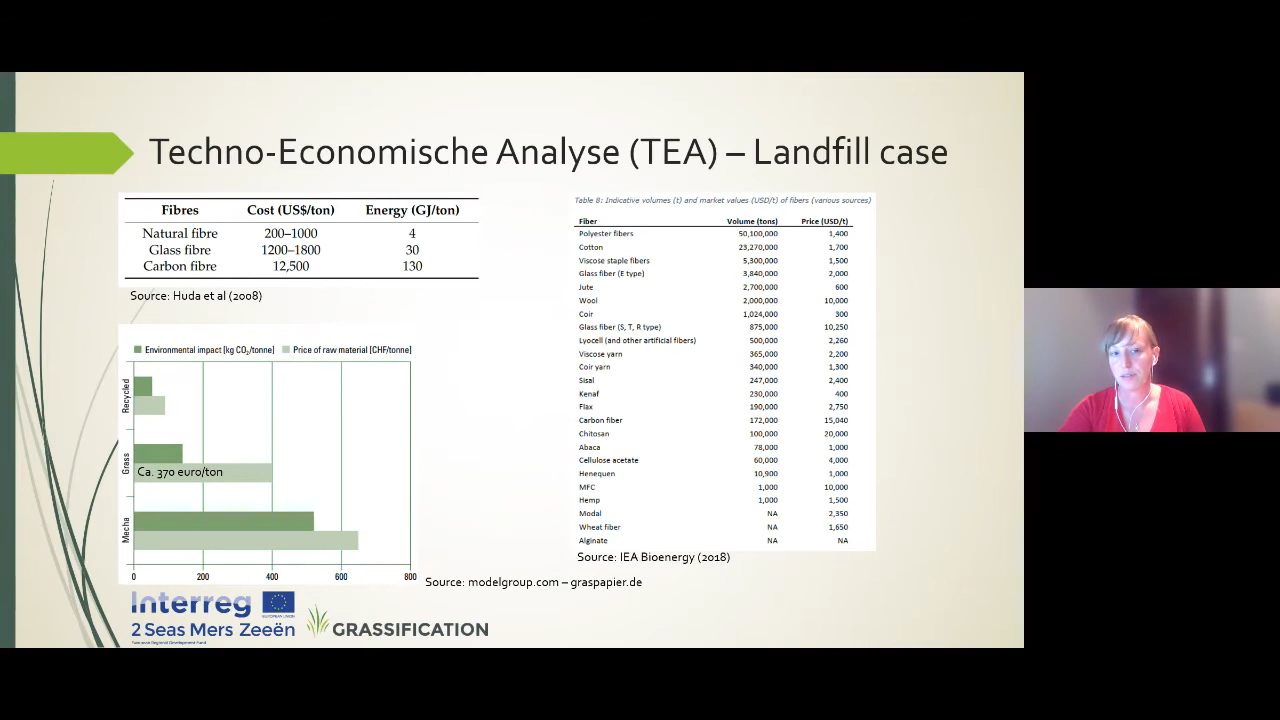 Techno-Economische Analyse (TEA) – Landfill case
Fibres Cost (US$/ton) Energy (GJ/ton)
Natural fibre 200–1000 4
Glass fibre 1200–1800 30
Carbon fibre 12,500 130
Source: Huda et al (2008)
Environmental impact [kg CO2/tonne] Price of raw material [CHF/tonne]
Recycled
Grass
Ca. 370 euro/ton
Mecha
0 200 400 600 800
Source: modelgroup.com – graspapier.de
Table 8: Indicative volumes (t) and market values (USD/t) of fibers (various sources)
Fiber Volume (tons) Price (USD/t)
Polyester fibers 50,100,000 1,400
Cotton 23,270,000 1,700
Viscose staple fibers 5,300,000 1,500
Glass fiber (E type) 3,840,000 2,000
Jute 2,700,000 600
Wool 2,000,000 10,000
Coir 1,024,000 300
Glass fiber (S, T, R type) 875,000 10,250
Lyocell (and other artificial fibers) 500,000 2,260
Viscose yarn 365,000 2,200
Coir yarn 340,000 1,300
Sisal 247,000 2,400
Kenaf 230,000 400
Flax 190,000 2,750
Carbon fiber 172,000 15,040
Chitosan 100,000 20,000
Abaca 78,000 1,000
Cellulose acetate 60,000 4,000
Henequen 10,900 1,000
MFC 1,000 10,000
Hemp 1,000 1,500
Modal NA 2,350
Wheat fiber NA 1,650
Alginate NA NA
Source: IEA Bioenergy (2018)
Interreg
EUROPEAN UNION
2 Seas Mers Zeeën
European Regional Development Fund
GRASSIFICATION